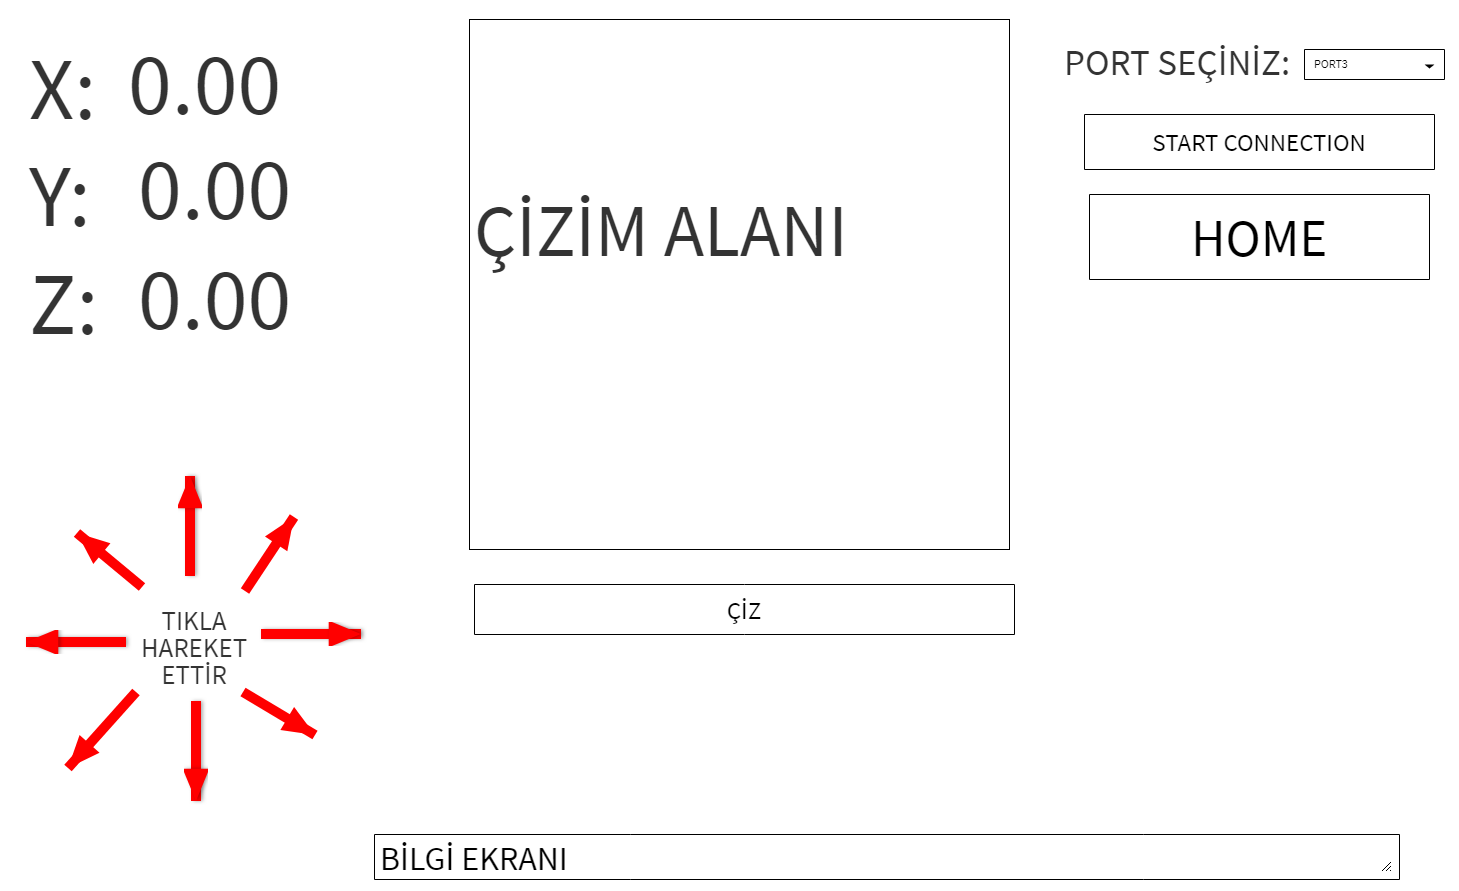 X: 0.00
Y: 0.00
Z: 0.00
TIKLA
HAREKET
ETTİR
ÇİZİM ALANI
ÇİZ
PORT SEÇİNİZ: PORT3
START CONNECTION
HOME
BİLGİ EKRANI